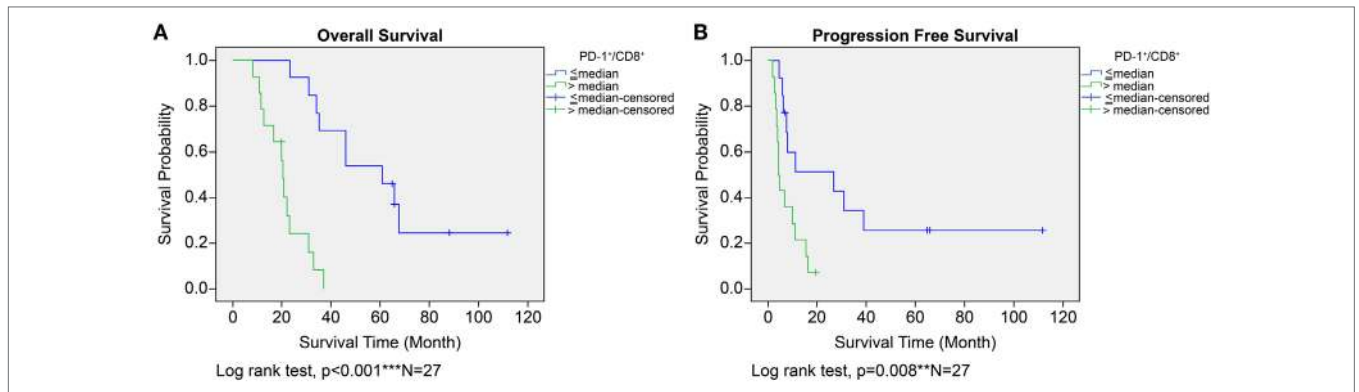 A
Overall Survival
PD-1⁺/CD8⁺
≤median
> median
≤median-censored
> median-censored
1.0
0.8
0.6
0.4
0.2
0.0
Survival Probability
0 20 40 60 80 100 120
Survival Time (Month)
Log rank test, p<0.001***N=27
B
Progression Free Survival
PD-1⁺/CD8⁺
≤median
> median
≤median-censored
> median-censored
1.0
0.8
0.6
0.4
0.2
0.0
Survival Probability
0 20 40 60 80 100 120
Survival Time (Month)
Log rank test, p=0.008**N=27